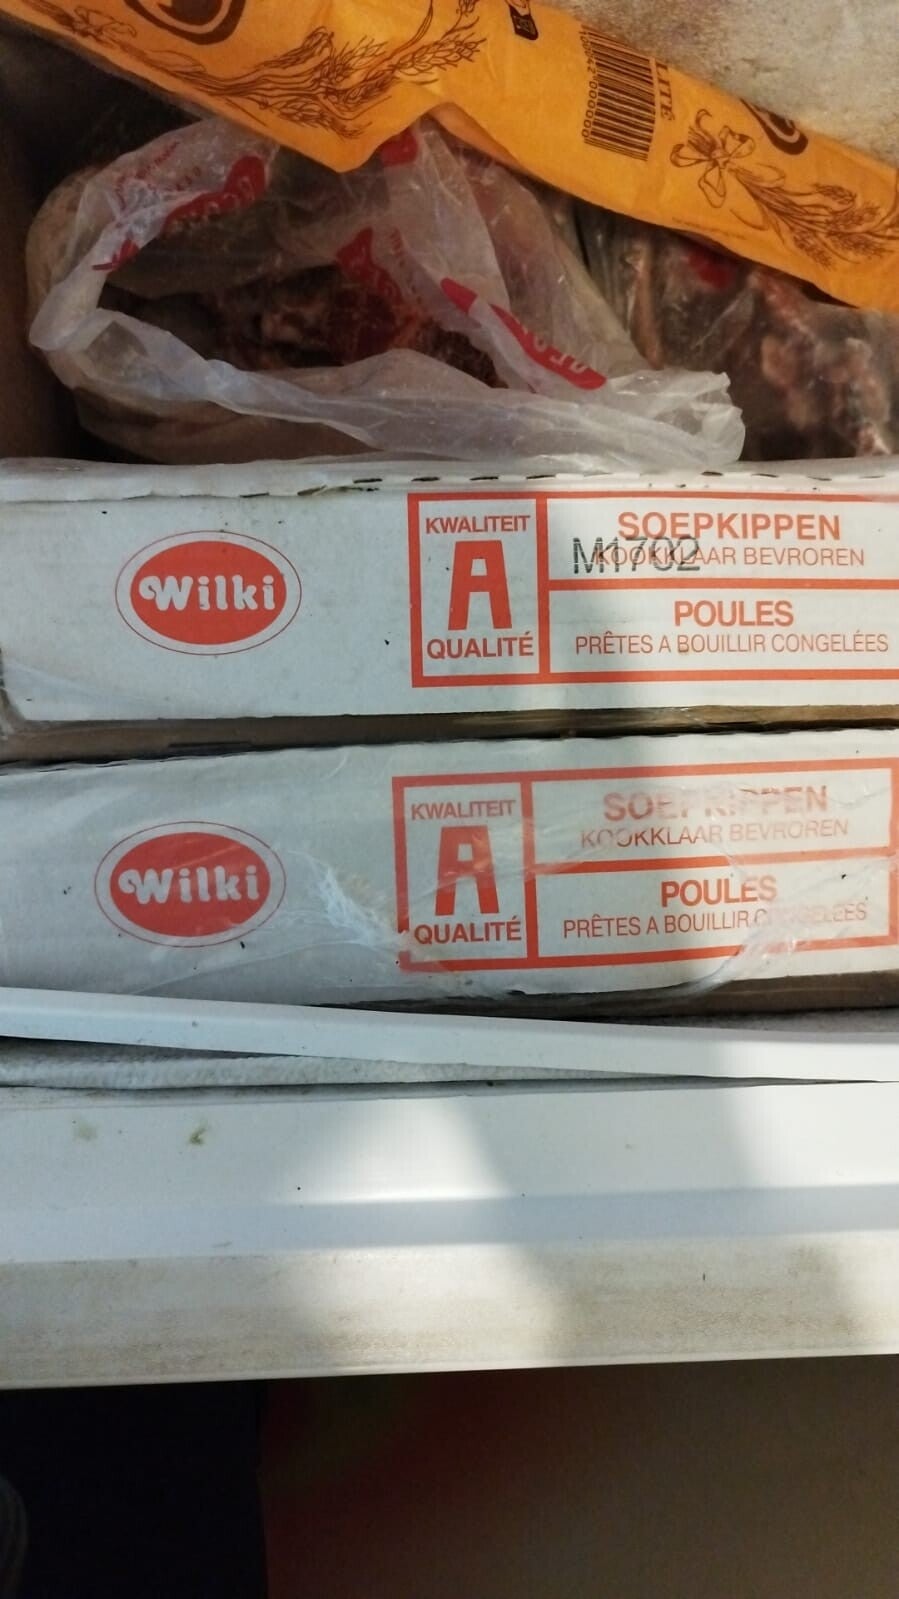 Wilki
KWALITEIT
A
QUALITÉ
SOEPKIPPEN
M1702
KOOKKLAAR BEVROREN
POULES
PRÊTES A BOUILLIR CONGELÉES
Wilki
KWALITEIT
A
QUALITÉ
SOEPKIPPEN
KOOKKLAAR BEVROREN
POULES
PRÊTES A BOUILLIR CONGELÉES